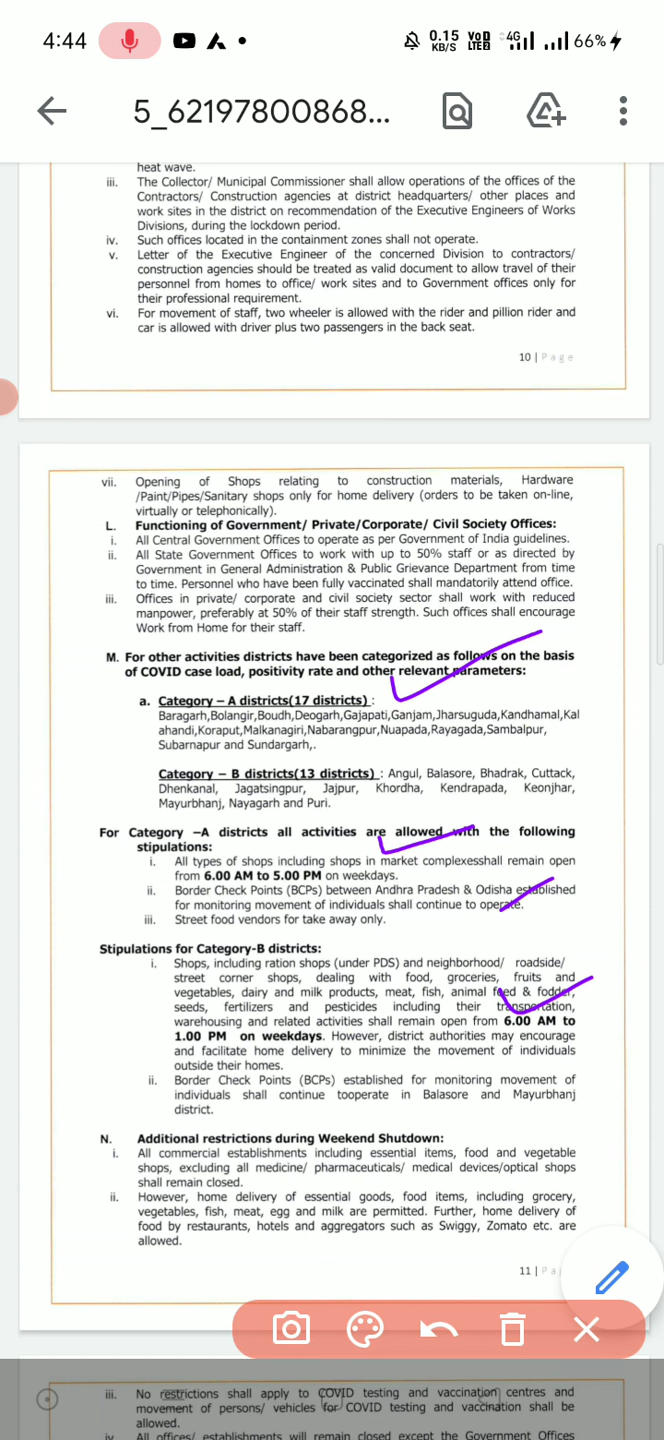 4:44
0.15 KB/S VoD LTE2 4G 66%
5_62197800868...
heat wave.
iii. The Collector/ Municipal Commissioner shall allow operations of the offices of the
Contractors/ Construction agencies at district headquarters/ other places and
work sites in the district on recommendation of the Executive Engineers of Works
Divisions, during the lockdown period.
iv. Such offices located in the containment zones shall not operate.
v. Letter of the Executive Engineer of the concerned Division to contractors/
construction agencies should be treated as valid document to allow travel of their
personnel from homes to office/ work sites and to Government offices only for
their professional requirement.
vi. For movement of staff, two wheeler is allowed with the rider and pillion rider and
car is allowed with driver plus two passengers in the back seat.
10 | Page
vii. Opening of Shops relating to construction materials, Hardware
/Paint/Pipes/Sanitary shops only for home delivery (orders to be taken on-line,
virtually or telephonically).
L. Functioning of Government/ Private/Corporate/ Civil Society Offices:
i. All Central Government Offices to operate as per Government of India guidelines.
ii. All State Government Offices to work with up to 50% staff or as directed by
Government in General Administration & Public Grievance Department from time
to time. Personnel who have been fully vaccinated shall mandatorily attend office.
iii. Offices in private/ corporate and civil society sector shall work with reduced
manpower, preferably at 50% of their staff strength. Such offices shall encourage
Work from Home for their staff.
M. For other activities districts have been categorized as follows on the basis
of COVID case load, positivity rate and other relevant parameters:
a. Category – A districts(17 districts) :
Baragarh,Bolangir,Boudh,Deogarh,Gajapati,Ganjam,Jharsuguda,Kandhamal,Kal
ahandi,Koraput,Malkanagiri,Nabarangpur,Nuapada,Rayagada,Sambalpur,
Subarnapur and Sundargarh,.
Category – B districts(13 districts) : Angul, Balasore, Bhadrak, Cuttack,
Dhenkanal, Jagatsingpur, Jajpur, Khordha, Kendrapada, Keonjhar,
Mayurbhanj, Nayagarh and Puri.
For Category –A districts all activities are allowed with the following
stipulations:
i. All types of shops including shops in market complexesshall remain open
from 6.00 AM to 5.00 PM on weekdays.
ii. Border Check Points (BCPs) between Andhra Pradesh & Odisha established
for monitoring movement of individuals shall continue to operate.
iii. Street food vendors for take away only.
Stipulations for Category-B districts:
i. Shops, including ration shops (under PDS) and neighborhood/ roadside/
street corner shops, dealing with food, groceries, fruits and
vegetables, dairy and milk products, meat, fish, animal feed & fodder,
seeds, fertilizers and pesticides including their transportation,
warehousing and related activities shall remain open from 6.00 AM to
1.00 PM on weekdays. However, district authorities may encourage
and facilitate home delivery to minimize the movement of individuals
outside their homes.
ii. Border Check Points (BCPs) established for monitoring movement of
individuals shall continue tooperate in Balasore and Mayurbhanj
district.
N. Additional restrictions during Weekend Shutdown:
i. All commercial establishments including essential items, food and vegetable
shops, excluding all medicine/ pharmaceuticals/ medical devices/optical shops
shall remain closed.
ii. However, home delivery of essential goods, food items, including grocery,
vegetables, fish, meat, egg and milk are permitted. Further, home delivery of
food by restaurants, hotels and aggregators such as Swiggy, Zomato etc. are
allowed.
11 | Pa
iii. No restrictions shall apply to COVID testing and vaccination centres and
movement of persons/ vehicles for COVID testing and vaccination shall be
allowed.
iv. All offices/ establishments will remain closed except the Government Offices